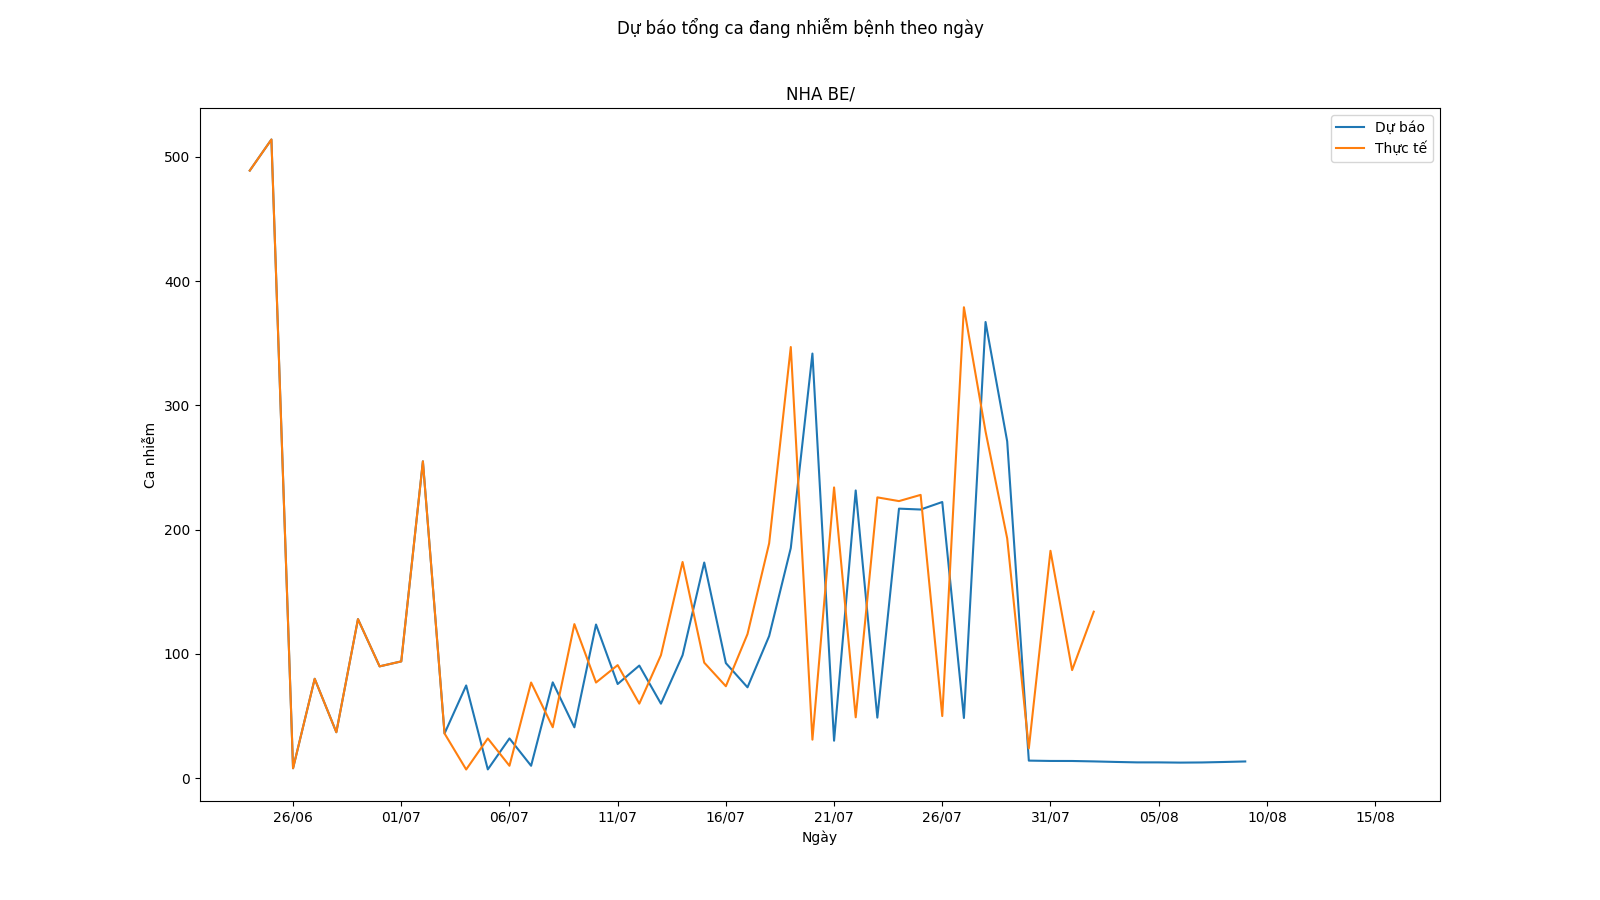 Dự báo tổng ca đang nhiễm bệnh theo ngày
NHA BE/
Dự báo
Thực tế
500
400
300
200
100
0
Ca nhiễm
26/06
01/07
06/07
11/07
16/07
21/07
26/07
31/07
05/08
10/08
15/08
Ngày